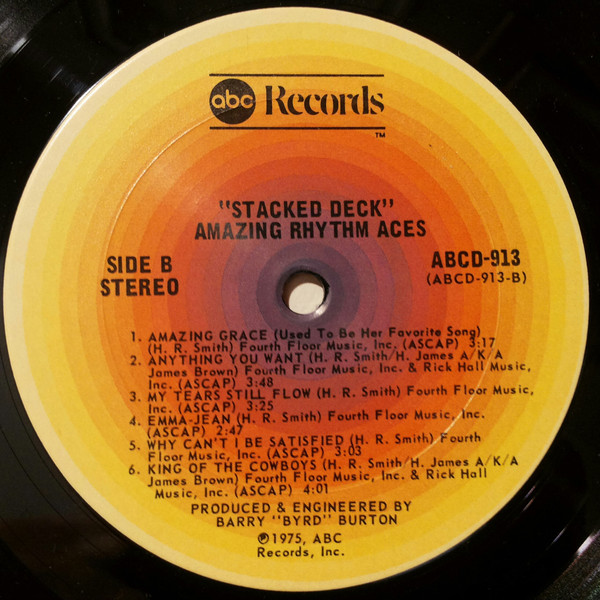 abc Records
™
"STACKED DECK"
AMAZING RHYTHM ACES
SIDE B
STEREO
ABCD-913
(ABCD-913-B)
1. AMAZING GRACE (Used To Be Her Favorite Song)
(H. R. Smith) Fourth Floor Music, Inc. (ASCAP) 3:17
2. ANYTHING YOU WANT (H. R. Smith/H. James A/K/A
James Brown) Fourth Floor Music, Inc. & Rick Hall Music,
Inc. (ASCAP) 3:48
3. MY TEARS STILL FLOW (H. R. Smith) Fourth Floor Music,
Inc. (ASCAP) 3:25
4. EMMA-JEAN (H. R. Smith) Fourth Floor Music, Inc.
(ASCAP) 2:47
5. WHY CAN'T I BE SATISFIED (H. R. Smith) Fourth
Floor Music, Inc. (ASCAP) 3:03
6. KING OF THE COWBOYS (H. R. Smith/H. James A/K/A
James Brown) Fourth Floor Music, Inc. & Rick Hall
Music, Inc. (ASCAP) 4:01
PRODUCED & ENGINEERED BY
BARRY "BYRD" BURTON
℗1975, ABC
Records, Inc.